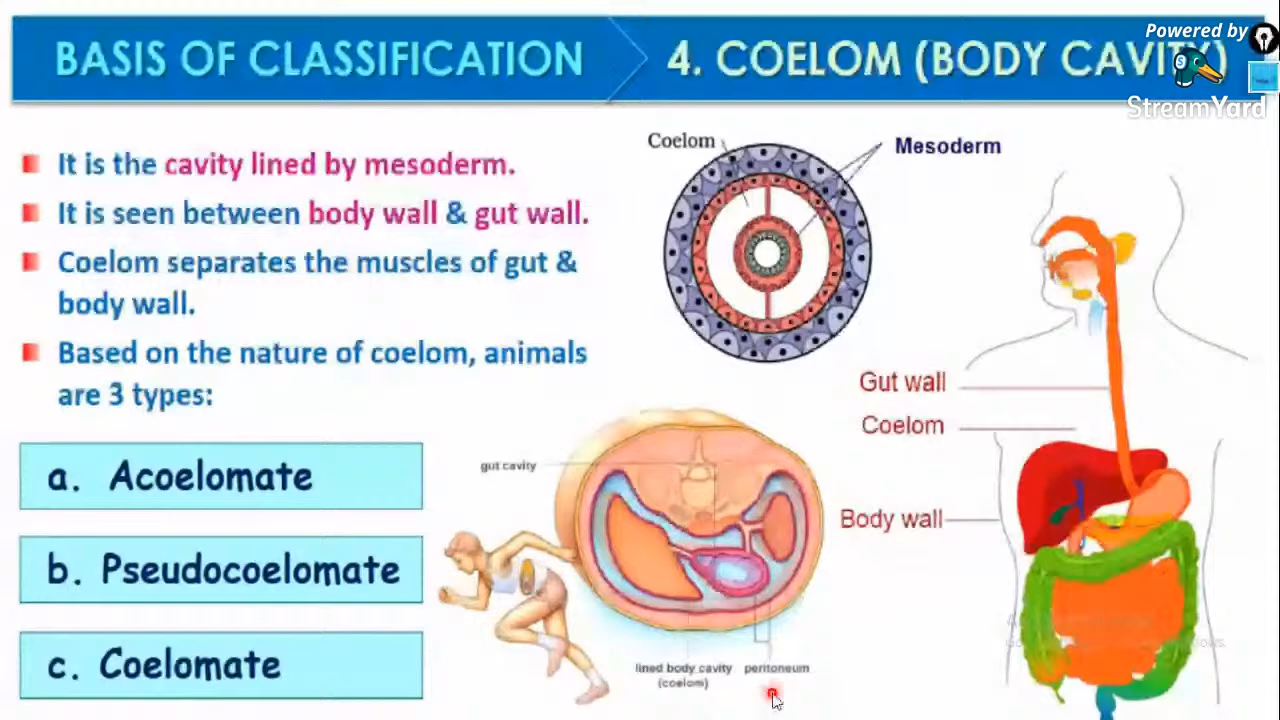 BASIS OF CLASSIFICATION
4. COELOM (BODY CAVITY)
Powered by
StreamYard
It is the cavity lined by mesoderm.
It is seen between body wall & gut wall.
Coelom separates the muscles of gut &
body wall.
Based on the nature of coelom, animals
are 3 types:
a. Acoelomate
b. Pseudocoelomate
c. Coelomate
Coelom
Mesoderm
gut cavity
lined body cavity
(coelom)
peritoneum
Gut wall
Coelom
Body wall